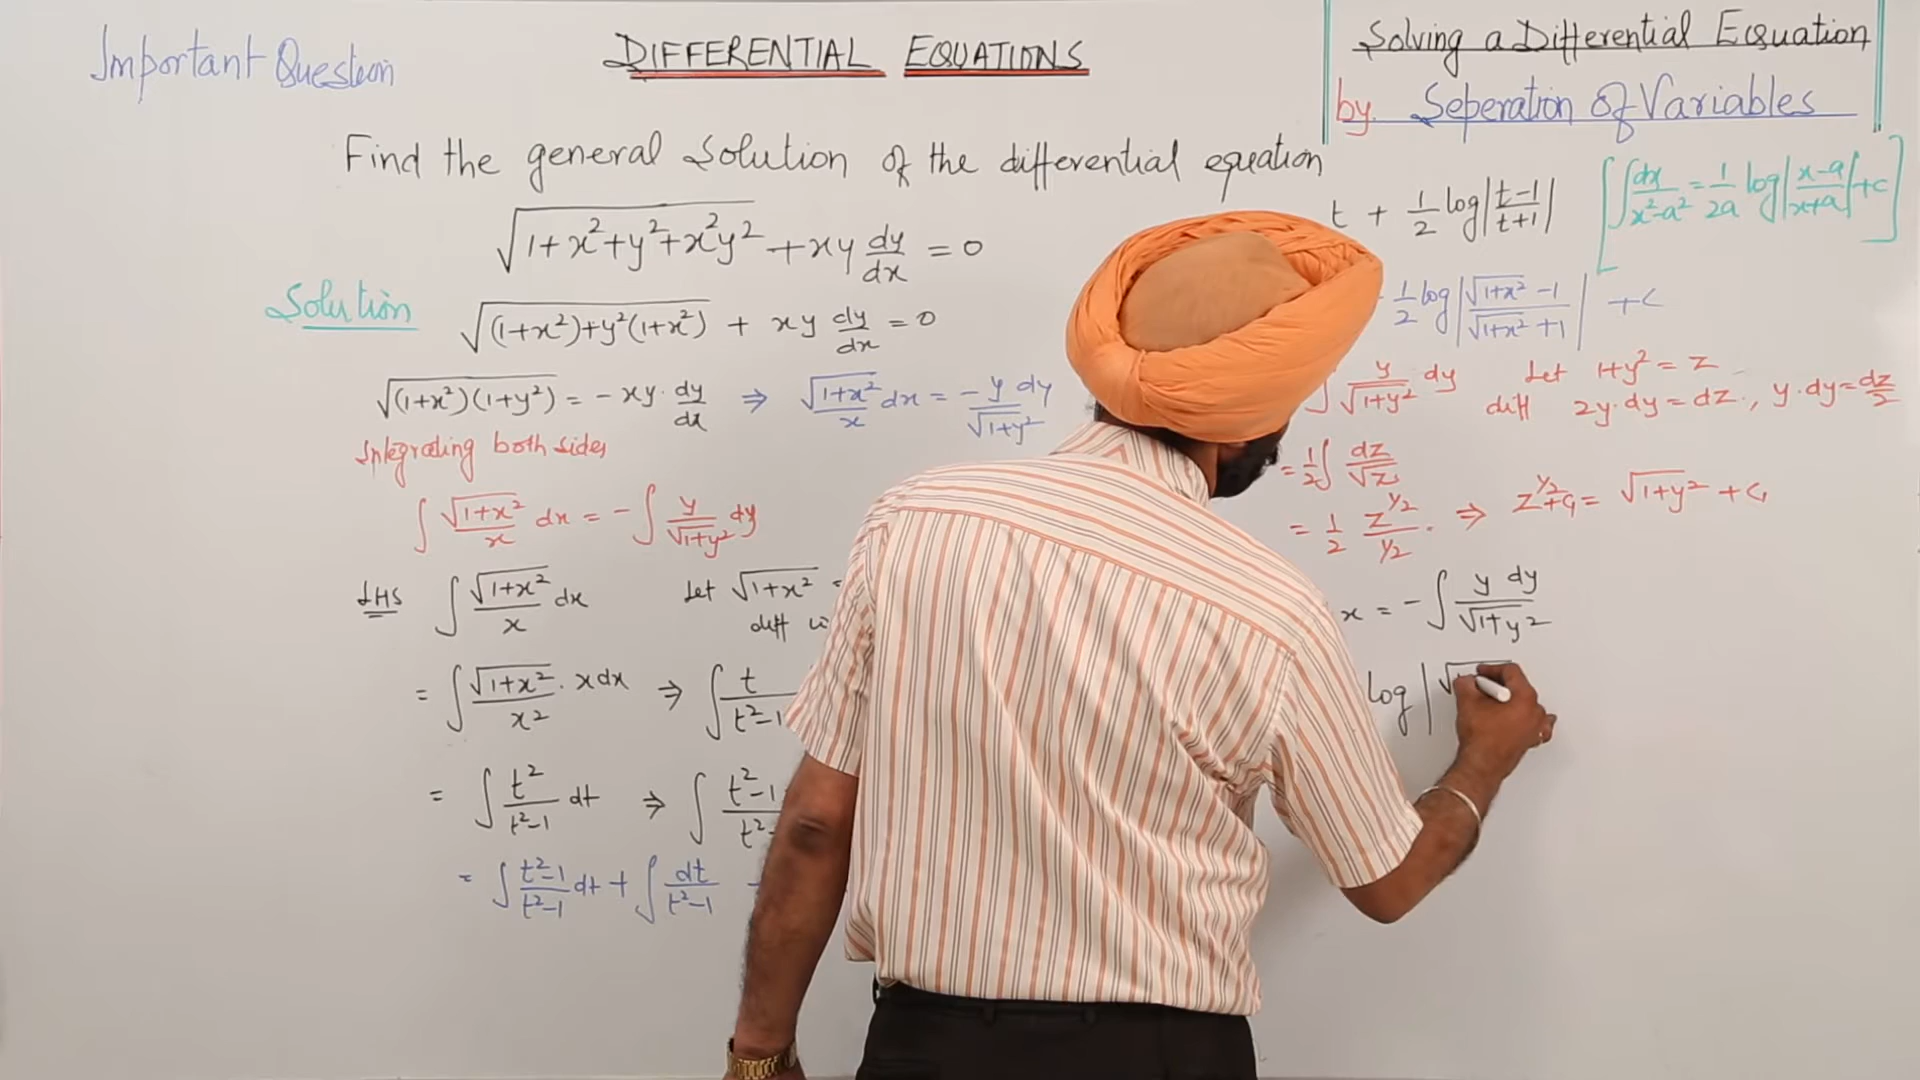 Important Question
DIFFERENTIAL EQUATIONS
Solving a Differential Equation
by. Seperation of Variables
Find the general Solution of the differential equation
√(1+x²+y²+x²y²) + xy dy/dx = 0
Solution
√((1+x²)+y²(1+x²)) + xy dy/dx = 0
√((1+x²)(1+y²)) = -xy. dy/dx ⇒ √(1+x²)/x dx = -y dy/√(1+y²)
Integrating both sides
∫ √(1+x²)/x dx = -∫ y/√(1+y²) dy
LHS ∫ √(1+x²)/x dx Let √(1+x²) =
diff
= ∫ √(1+x²)/x² . x dx ⇒ ∫ t/t²-1
= ∫ t²/t²-1 dt ⇒ ∫ t²-1
= ∫ t²-1/t²-1 dt + ∫ dt/t²-1
t + 1/2 log|t-1/t+1| [∫ dx/x²-a² = 1/2a log|x-a/x+a| + c]
1/2 log|√(1+x²) -1/√(1+x²) +1| + c
∫ y/√(1+y²) dy Let 1+y² = z
diff 2y.dy = dz., y.dy = dz/2
= 1/2 ∫ dz/√z
= 1/2 z^1/2 / 1/2 . ⇒ z^1/2 + c₁ = √(1+y²) + c₁
x = -∫ y dy/√(1+y²)
log |√